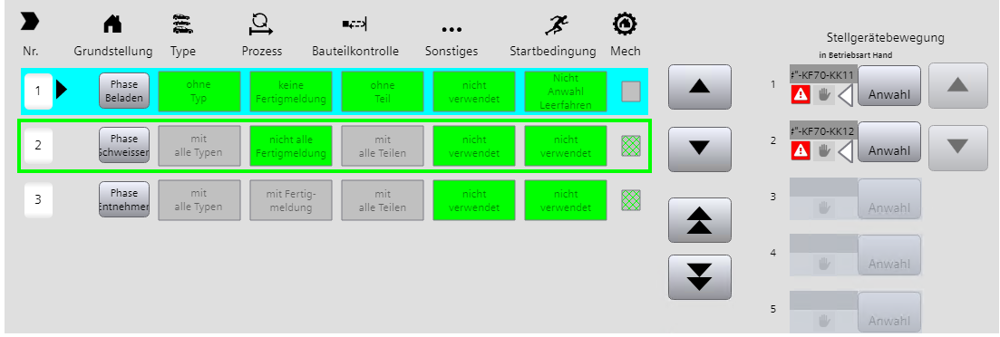 Nr. Grundstellung Type Prozess Bauteilkontrolle Sonstiges Startbedingung Mech
1
Phase
Beladen
ohne
Typ
keine
Fertigmeldung
ohne
Teil
nicht
verwendet
Nicht
Anwahl
Leerfahren
2
Phase
Schweisser
mit
alle Typen
nicht alle
Fertigmeldung
mit
alle Teilen
nicht
verwendet
nicht
verwendet
3
Phase
Entnehmer
mit
alle Typen
mit Fertig-
meldung
mit
alle Teilen
nicht
verwendet
nicht
verwendet
Stellgerätebewegung
in Betriebsart Hand
1
"-KF70-KK11
Anwahl
2
"-KF70-KK12
Anwahl
3
Anwahl
4
Anwahl
5
Anwahl